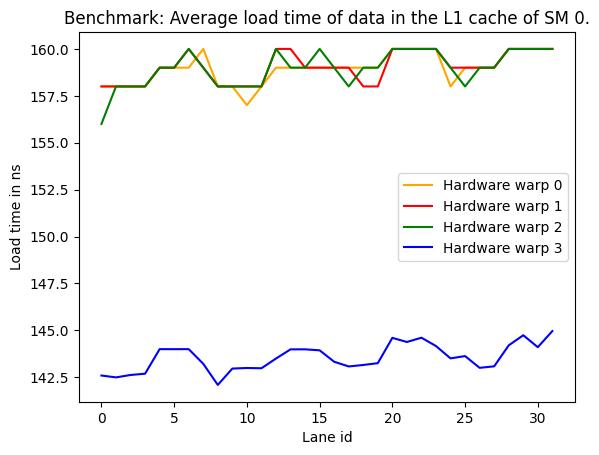 Benchmark: Average load time of data in the L1 cache of SM 0.
160.0
157.5
155.0
152.5
150.0
147.5
145.0
142.5
Load time in ns
Hardware warp 0
Hardware warp 1
Hardware warp 2
Hardware warp 3
0 5 10 15 20 25 30
Lane id